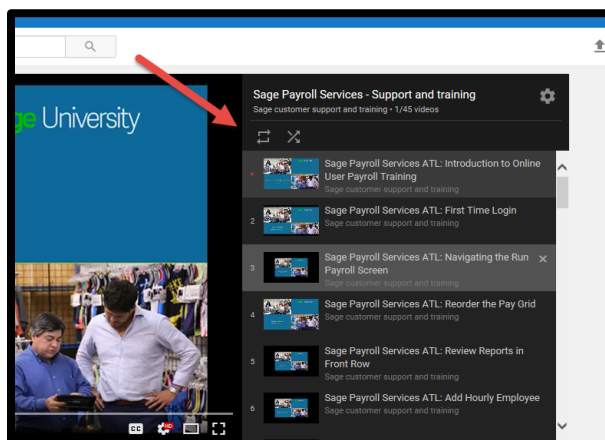 ge University
Sage Payroll Services - Support and training
Sage customer support and training • 1/45 videos
Sage Payroll Services ATL: Introduction to Online
User Payroll Training
Sage customer support and training
2
Sage Payroll Services ATL: First Time Login
Sage customer support and training
3
Sage Payroll Services ATL: Navigating the Run
Payroll Screen
Sage customer support and training
4
Sage Payroll Services ATL: Reorder the Pay Grid
Sage customer support and training
5
Sage Payroll Services ATL: Review Reports in
Front Row
Sage customer support and training
6
Sage Payroll Services ATL: Add Hourly Employee
Sage customer support and training
CC
HD